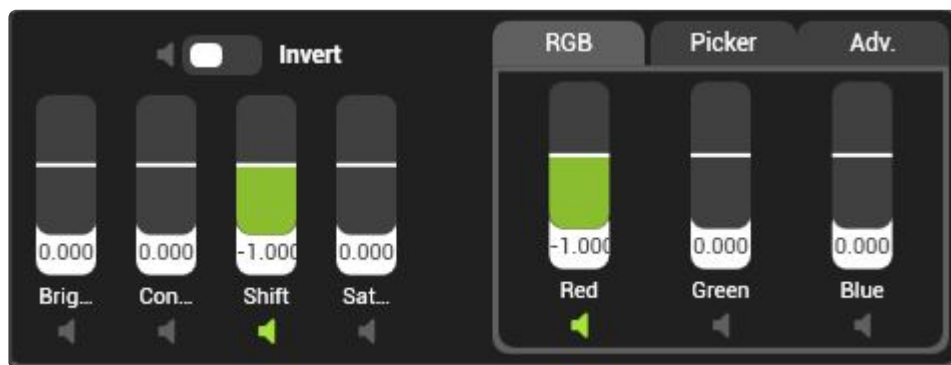 Invert
0.000 0.000 -1.000 0.000
Brig... Con... Shift Sat...
RGB Picker Adv.
-1.000 0.000 0.000
Red Green Blue